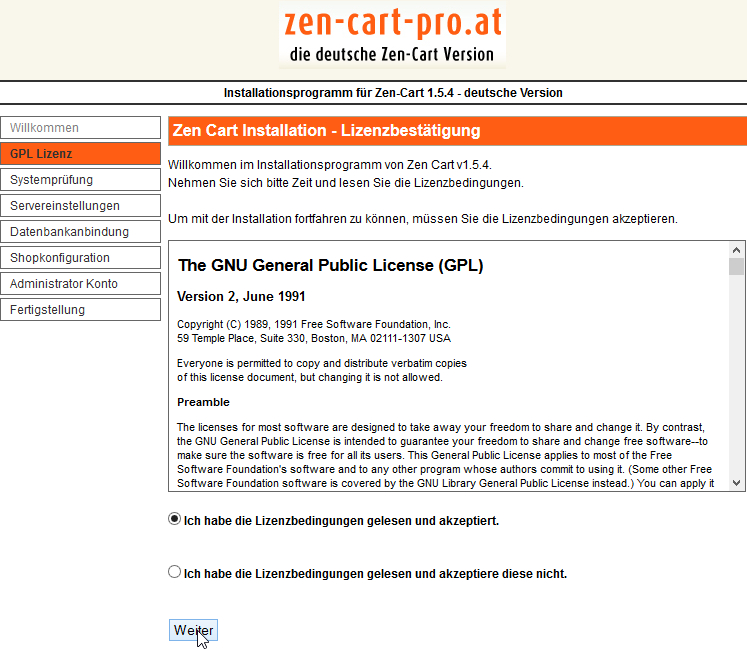 zen-cart-pro.at
die deutsche Zen-Cart Version
Installationsprogramm für Zen-Cart 1.5.4 - deutsche Version
Willkommen
GPL Lizenz
Systemprüfung
Servereinstellungen
Datenbankanbindung
Shopkonfiguration
Administrator Konto
Fertigstellung
Zen Cart Installation - Lizenzbestätigung
Willkommen im Installationsprogramm von Zen Cart v1.5.4.
Nehmen Sie sich bitte Zeit und lesen Sie die Lizenzbedingungen.
Um mit der Installation fortfahren zu können, müssen Sie die Lizenzbedingungen akzeptieren.
The GNU General Public License (GPL)
Version 2, June 1991
Copyright (C) 1989, 1991 Free Software Foundation, Inc.
59 Temple Place, Suite 330, Boston, MA 02111-1307 USA
Everyone is permitted to copy and distribute verbatim copies
of this license document, but changing it is not allowed.
Preamble
The licenses for most software are designed to take away your freedom to share and change it. By contrast,
the GNU General Public License is intended to guarantee your freedom to share and change free software--to
make sure the software is free for all its users. This General Public License applies to most of the Free
Software Foundation's software and to any other program whose authors commit to using it. (Some other Free
Software Foundation software is covered by the GNU Library General Public License instead.) You can apply it
Ich habe die Lizenzbedingungen gelesen und akzeptiert.
Ich habe die Lizenzbedingungen gelesen und akzeptiere diese nicht.
Weiter